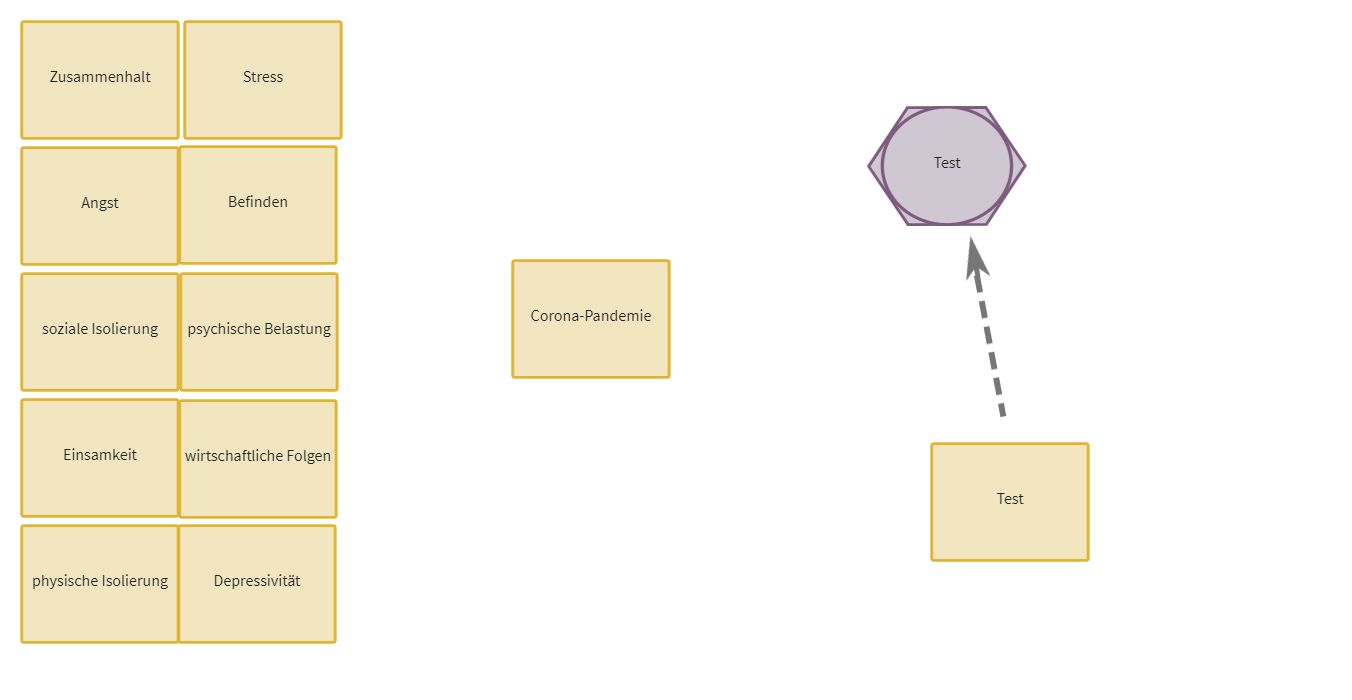 Zusammenhalt
Stress
Angst
Befinden
soziale Isolierung
psychische Belastung
Einsamkeit
wirtschaftliche Folgen
physische Isolierung
Depressivität
Corona-Pandemie
Test
Test